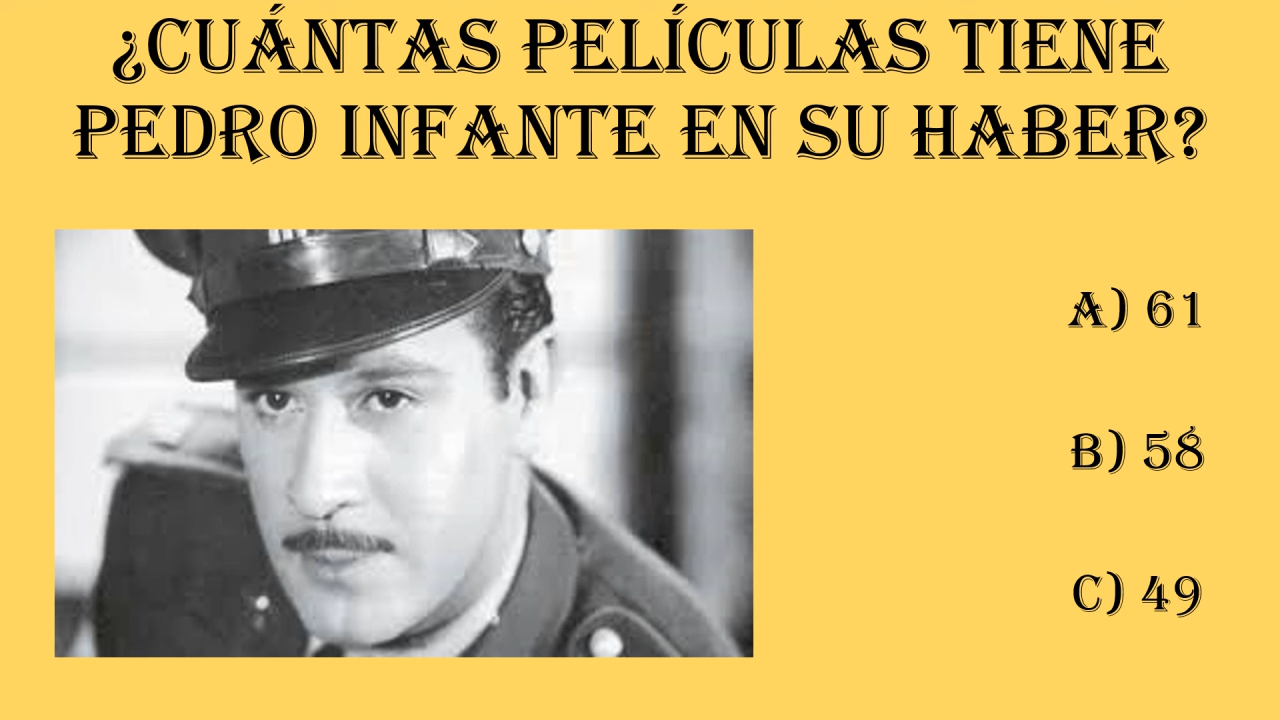 ¿CUÁNTAS PELÍCULAS TIENE
PEDRO INFANTE EN SU HABER?
A) 61
B) 58
C) 49